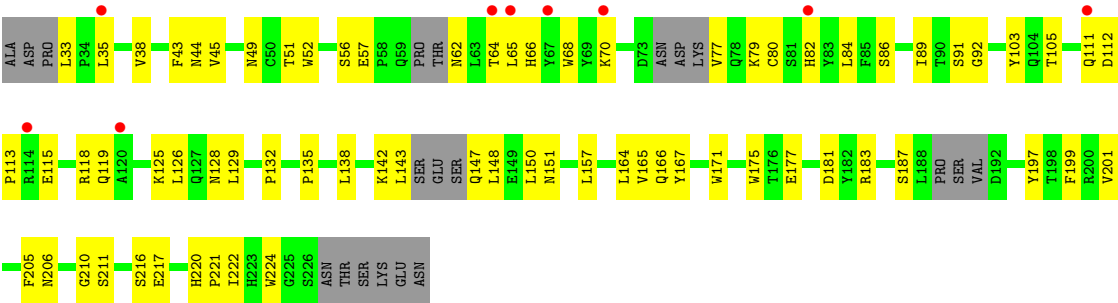 ALA ASP PRO L33 P34 L35 V38 F43 N44 V45 N49 C50 T51 W52 S56 E57 P58 Q59 PRO THR N62 L63 T64 L65 H66 Y67 W68 Y69 K70 D73 ASN ASP LYS V77 Q78 K79 C80 S81 H82 Y83 L84 F85 S86 I89 T90 S91 G92 Y103 Q104 T105 Q111 D112
P113 R114 E115 R118 Q119 A120 K125 L126 Q127 N128 L129 P132 P135 L138 K142 L143 SER GLU SER Q147 L148 E149 L150 N151 L157 L164 V165 Q166 Y167 W171 W175 T176 E177 D181 Y182 R183 S187 L188 PRO SER VAL D192 Y197 T198 F199 R200 V201
F205 N206 G210 S211 S216 E217 H220 P221 I222 H223 W224 G225 S226 ASN THR SER LYS GLU ASN